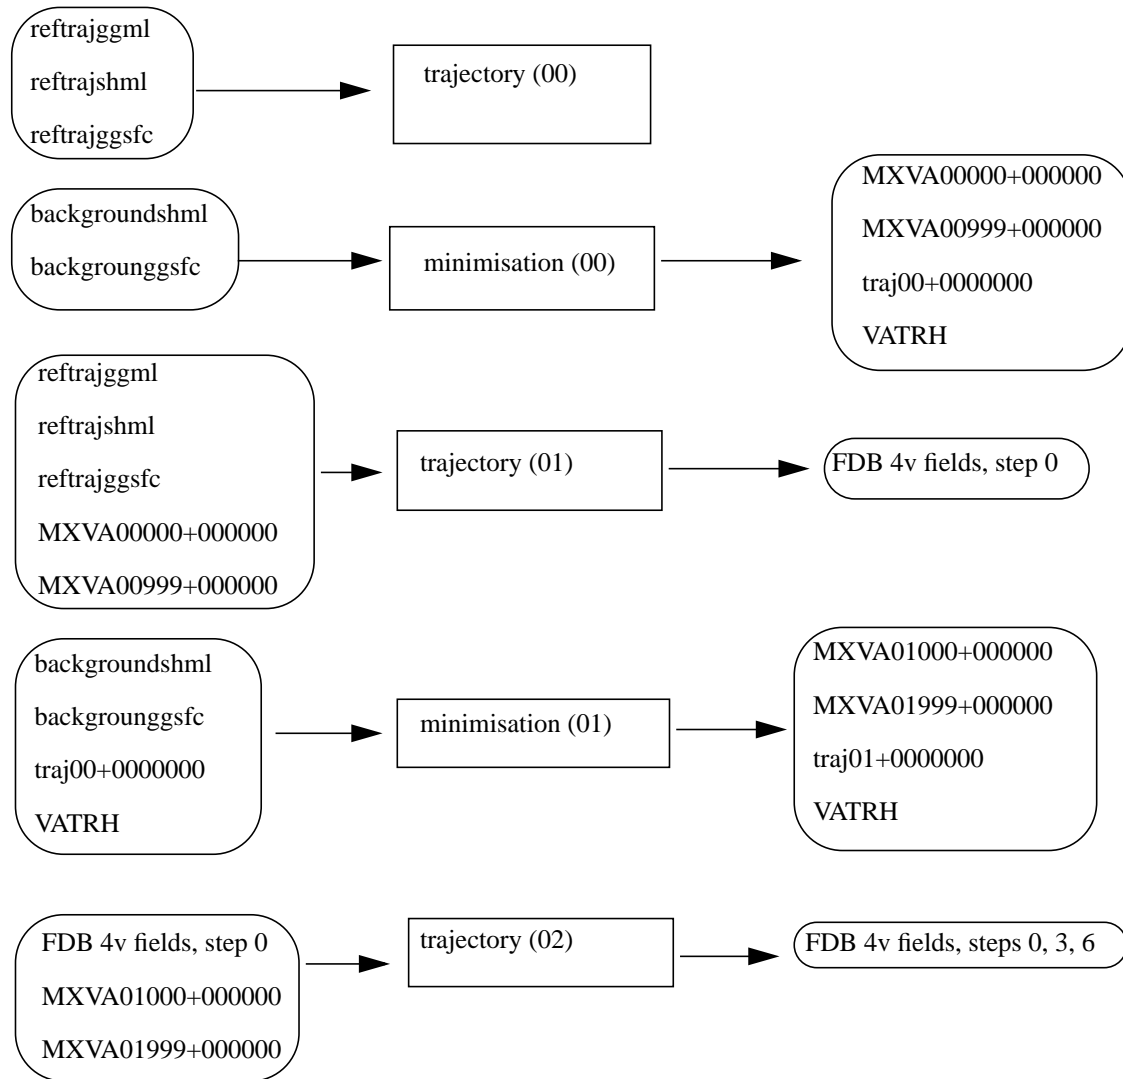 reftrajggml
reftrajshml
reftrajggsfc
trajectory (00)
backgroundshml
backgrounggsfc
minimisation (00)
MXVA00000+000000
MXVA00999+000000
traj00+0000000
VATRH
reftrajggml
reftrajshml
reftrajggsfc
MXVA00000+000000
MXVA00999+000000
trajectory (01)
FDB 4v fields, step 0
backgroundshml
backgrounggsfc
traj00+0000000
VATRH
minimisation (01)
MXVA01000+000000
MXVA01999+000000
traj01+0000000
VATRH
FDB 4v fields, step 0
MXVA01000+000000
MXVA01999+000000
trajectory (02)
FDB 4v fields, steps 0, 3, 6